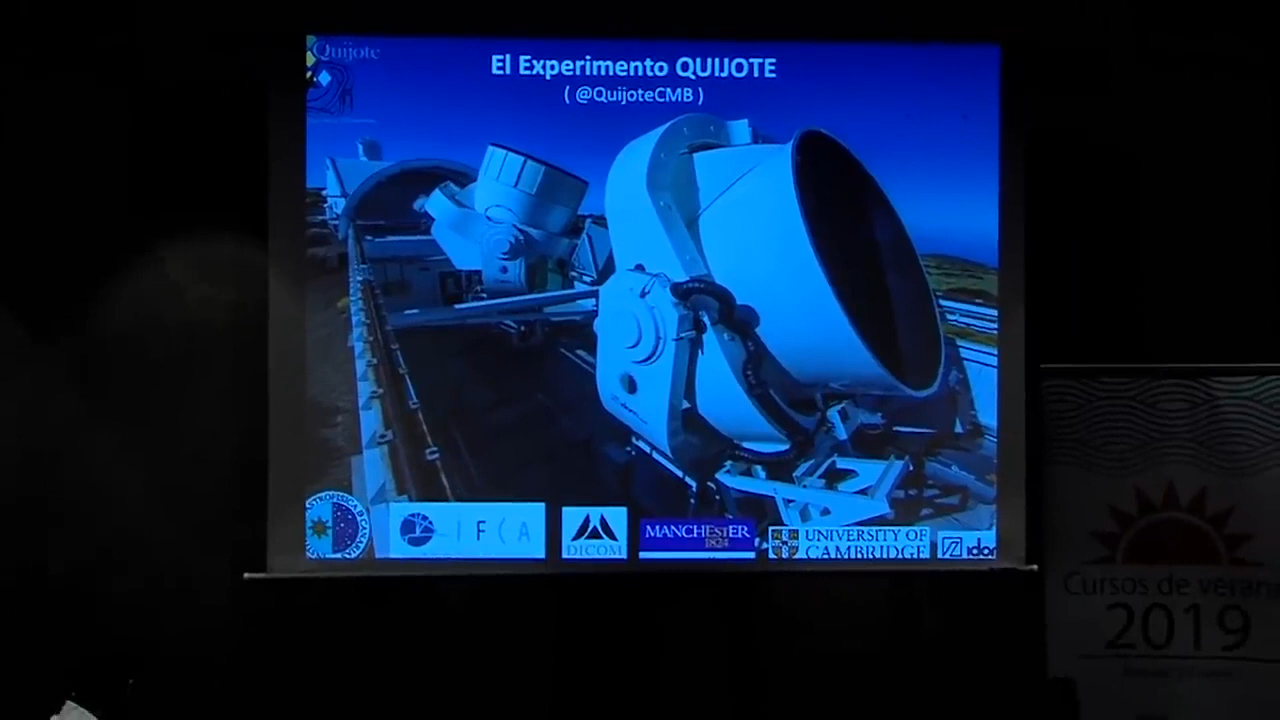 Quijote
El Experimento QUIJOTE
( @QuijoteCMB )
IFCA
DICOM
MANCHESTER
1824
UNIVERSITY OF
CAMBRIDGE
idom
Cursos de veran
2019